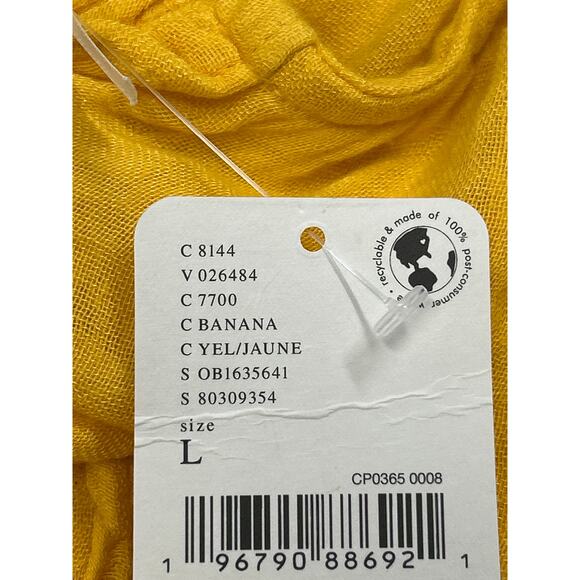 C 8144
V 026484
C 7700
C BANANA
C YEL/JAUNE
S OB1635641
S 80309354
size
L
recyclable & made of 100% post-consumer
CP0365 0008
1 96790 88692 1